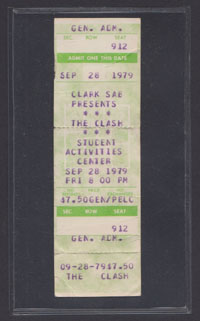 GEN. ADM.
SEC. ROW SEAT
912
ADMIT ONE THIS DATE
SEP 28 1979
CLARK SAE
PRESENTS
* * *
THE CLASH
* * *
STUDENT
ACTIVITIES
CENTER
SEP 28 1979
FRI 8 00 PM
$7.50GEN/PELC
SEC. ROW SEAT
912
GEN. ADM.
09-28-79$7.50
THE CLASH